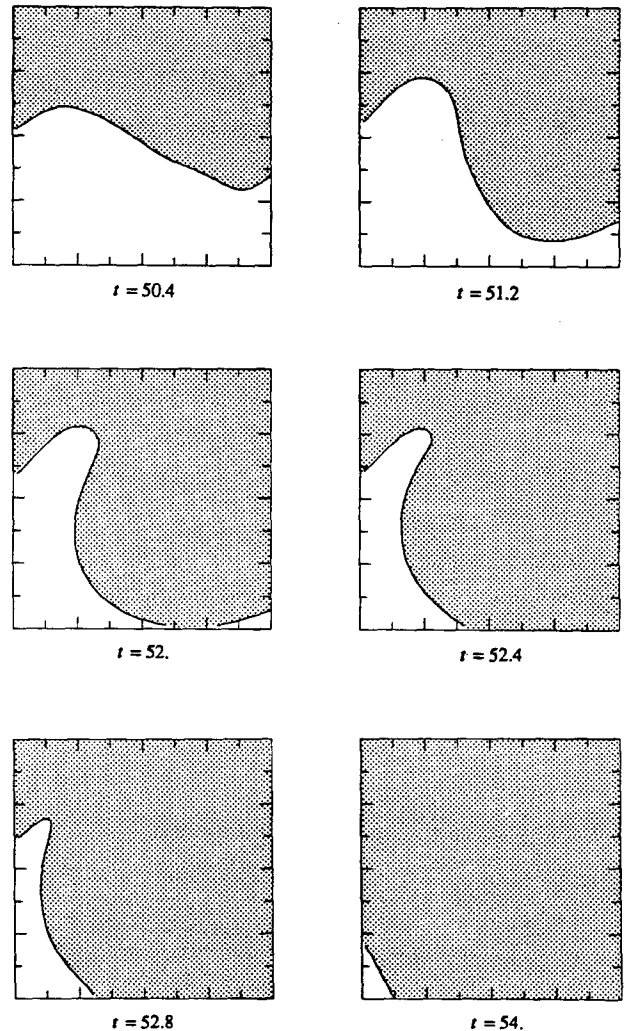 t = 50.4
t = 51.2
t = 52.
t = 52.4
t = 52.8
t = 54.